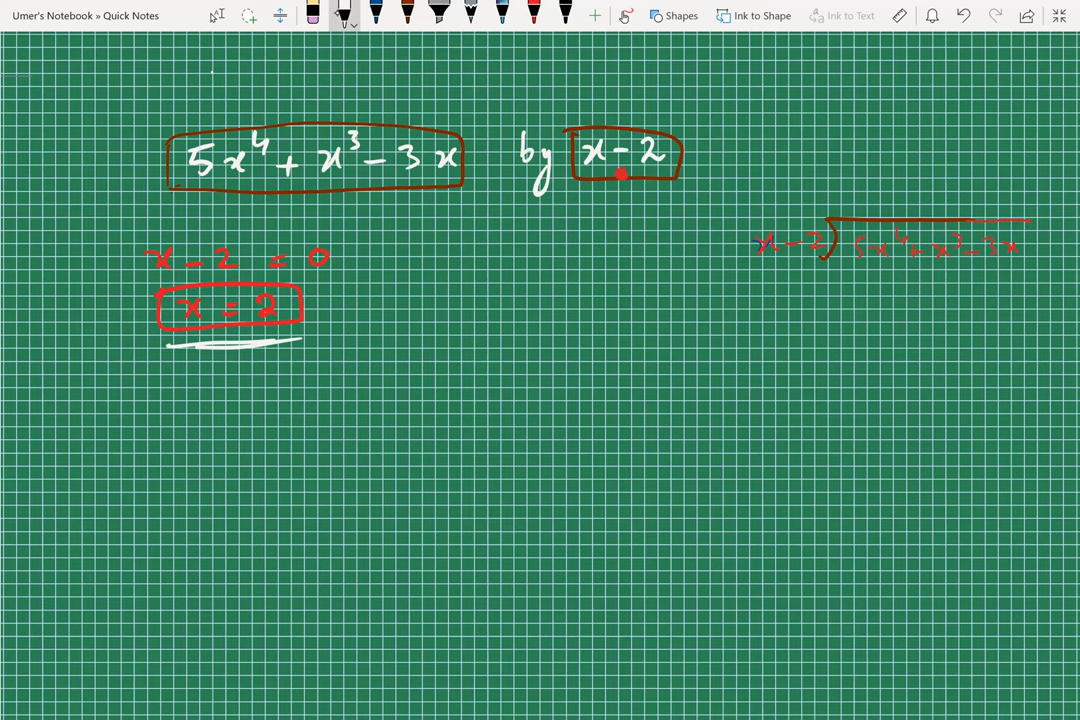 Umer's Notebook » Quick Notes
Shapes
Ink to Shape
Ink to Text
5x⁴ + x³ - 3x by x - 2
x - 2 = 0
x = 2
x - 2 ) 5x⁴ + x³ - 3x